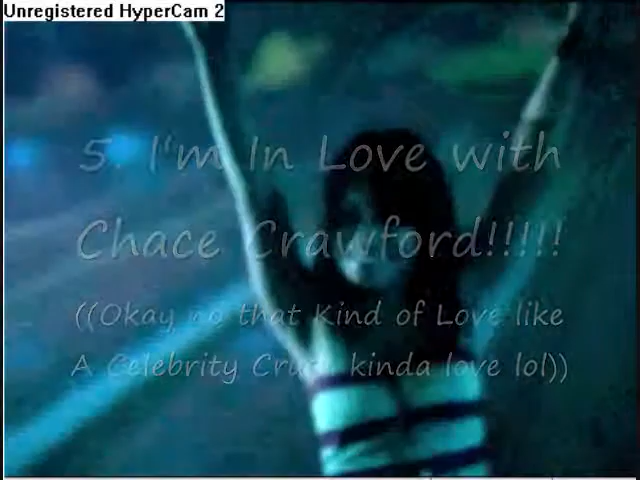 Unregistered HyperCam 2
5. I'm In Love with
Chace Crawford!!!!!
((Okay no that Kind of Love like
A Celebrity Crush kinda love lol))